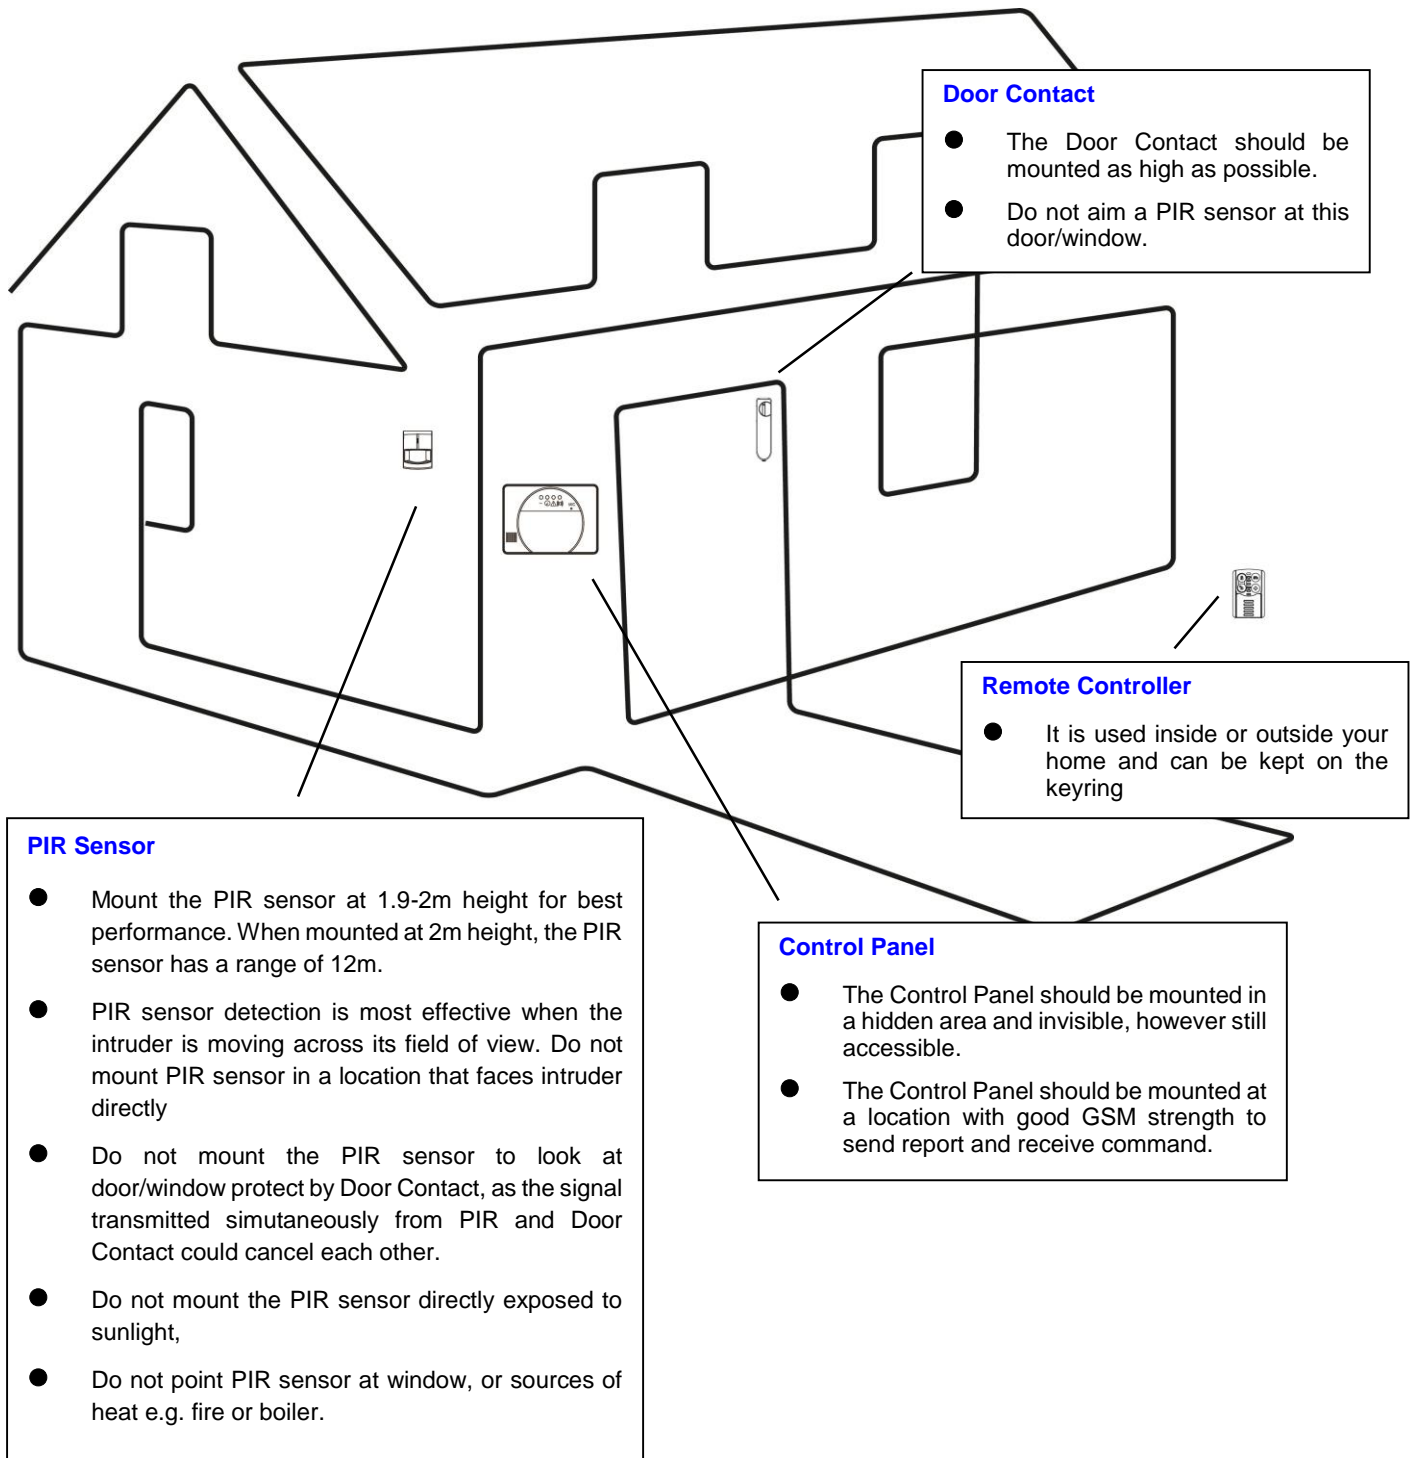 Door Contact
● The Door Contact should be
mounted as high as possible.
● Do not aim a PIR sensor at this
door/window.
Remote Controller
● It is used inside or outside your
home and can be kept on the
keyring
PIR Sensor
● Mount the PIR sensor at 1.9-2m height for best
performance. When mounted at 2m height, the PIR
sensor has a range of 12m.
● PIR sensor detection is most effective when the
intruder is moving across its field of view. Do not
mount PIR sensor in a location that faces intruder
directly
● Do not mount the PIR sensor to look at
door/window protect by Door Contact, as the signal
transmitted simutaneously from PIR and Door
Contact could cancel each other.
● Do not mount the PIR sensor directly exposed to
sunlight,
● Do not point PIR sensor at window, or sources of
heat e.g. fire or boiler.
Control Panel
● The Control Panel should be mounted in
a hidden area and invisible, however still
accessible.
● The Control Panel should be mounted at
a location with good GSM strength to
send report and receive command.